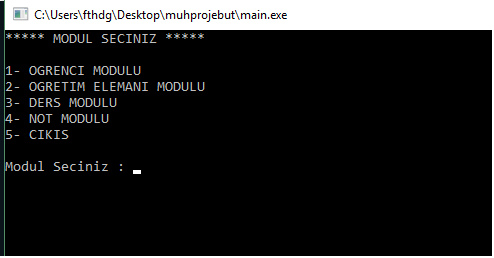 C:\Users\fthdg\Desktop\muhprojebut\main.exe
***** MODUL SECINIZ *****
1- OGRENCI MODULU
2- OGRETIM ELEMANI MODULU
3- DERS MODULU
4- NOT MODULU
5- CIKIS
Modul Seciniz :